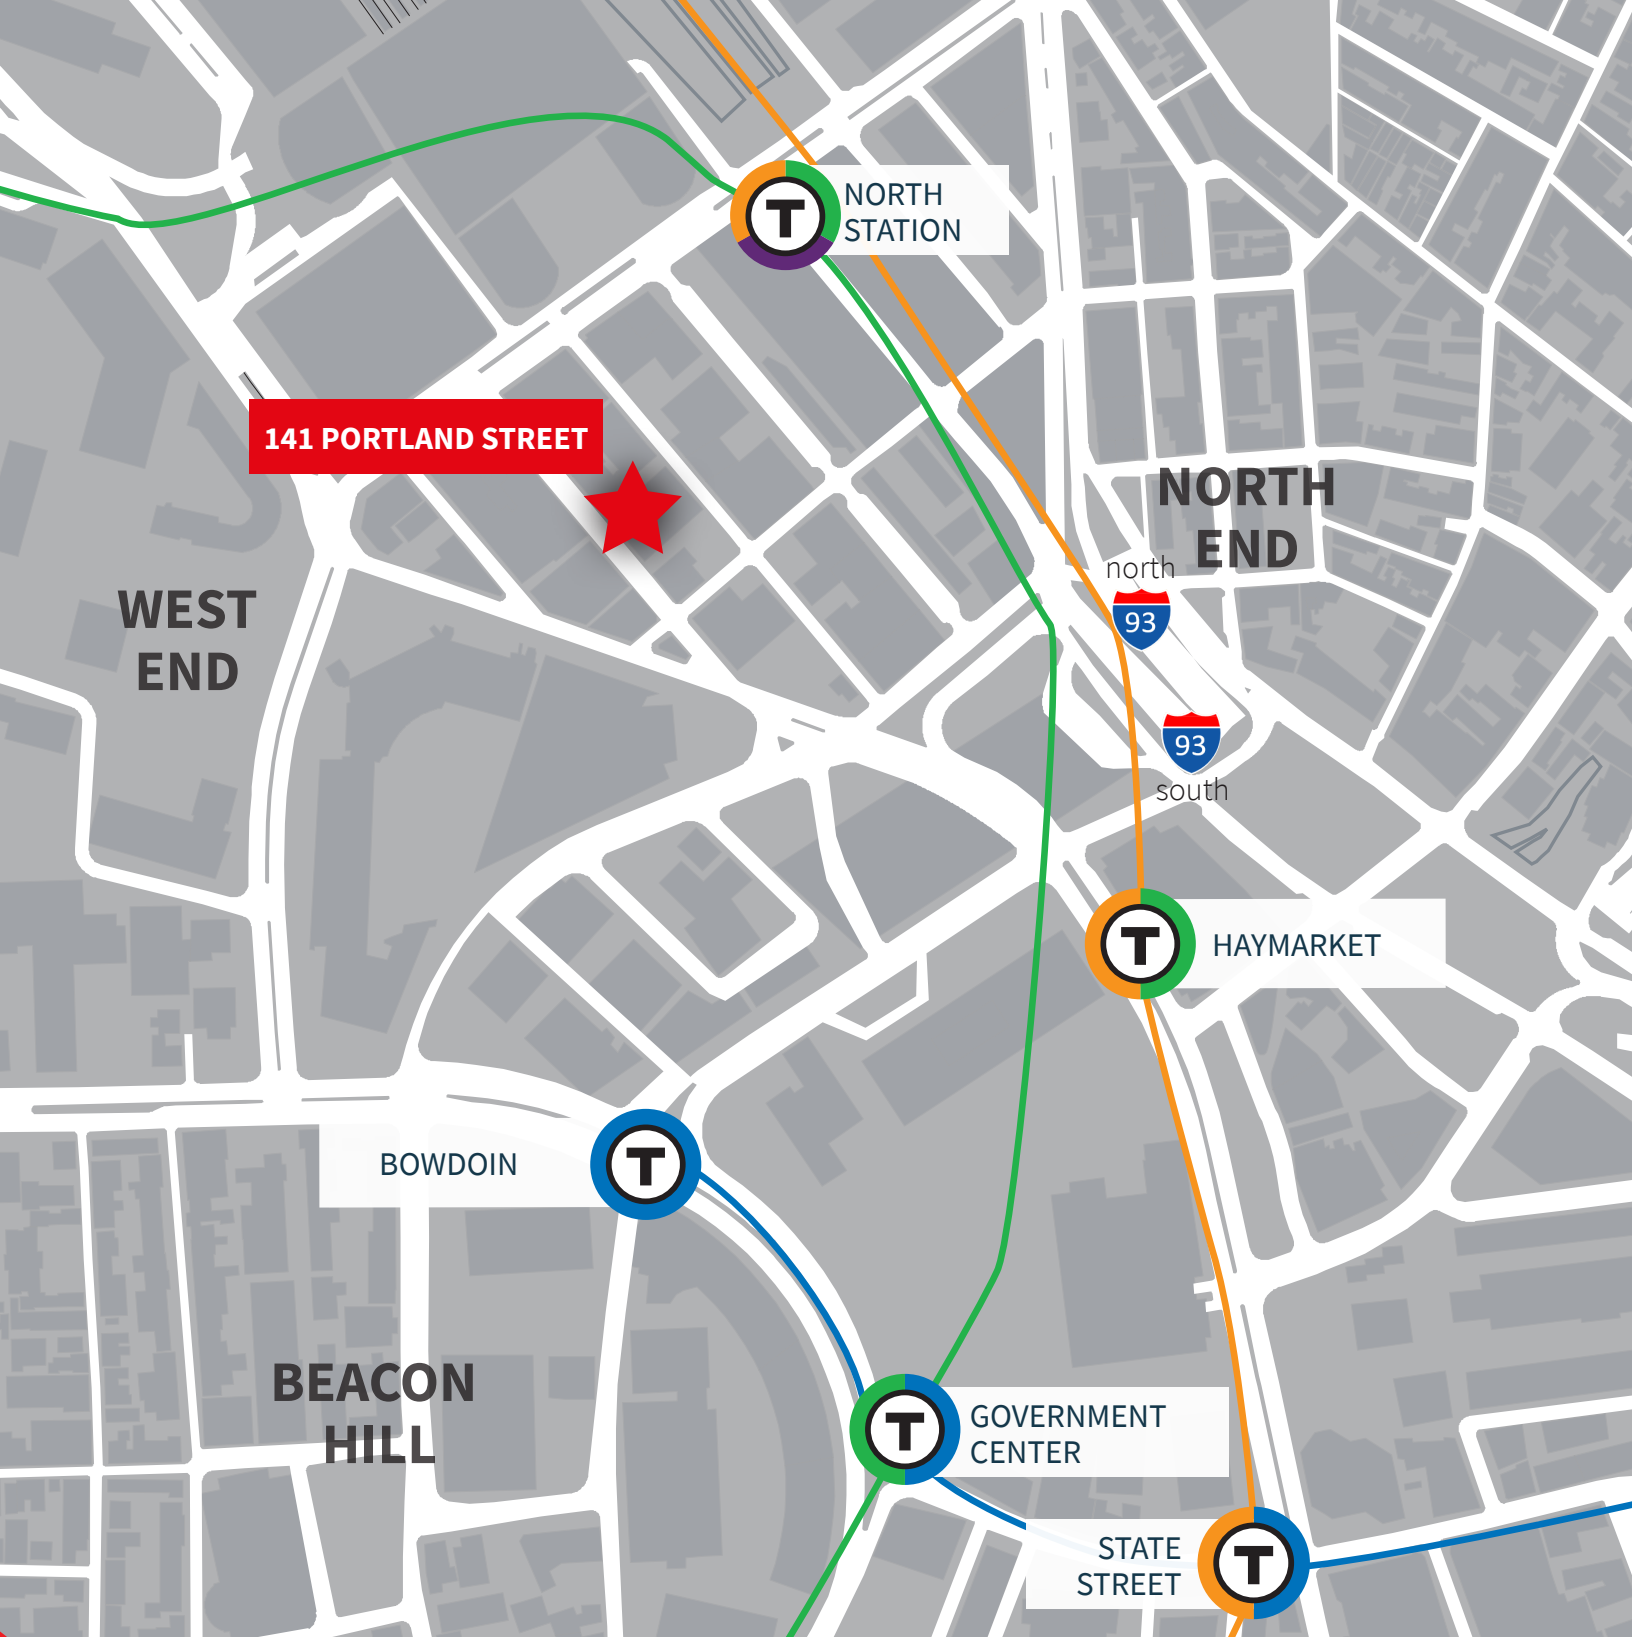 T
NORTH
STATION
141 PORTLAND STREET
NORTH
END
north
93
WEST
END
93
south
T
HAYMARKET
BOWDOIN
T
BEACON
HILL
T
GOVERNMENT
CENTER
STATE
STREET
T